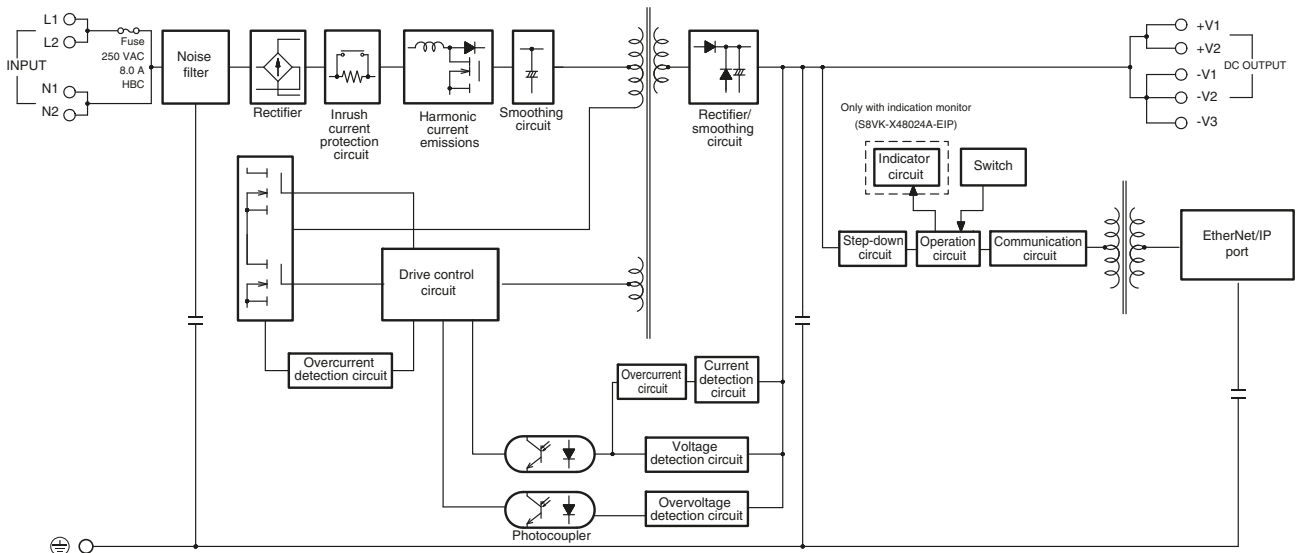 L1
L2
INPUT
N1
N2
Fuse
250 VAC
8.0 A
HBC
Noise
filter
Rectifier
Inrush
current
protection
circuit
Harmonic
current
emissions
Smoothing
circuit
Rectifier/
smoothing
circuit
+V1
+V2
DC OUTPUT
-V1
-V2
-V3
Only with indication monitor
(S8VK-X48024A-EIP)
Indicator
circuit
Switch
Step-down
circuit
Operation
circuit
Communication
circuit
EtherNet/IP
port
Drive control
circuit
Overcurrent
detection circuit
Overcurrent
circuit
Current
detection
circuit
Voltage
detection circuit
Overvoltage
detection circuit
Photocoupler